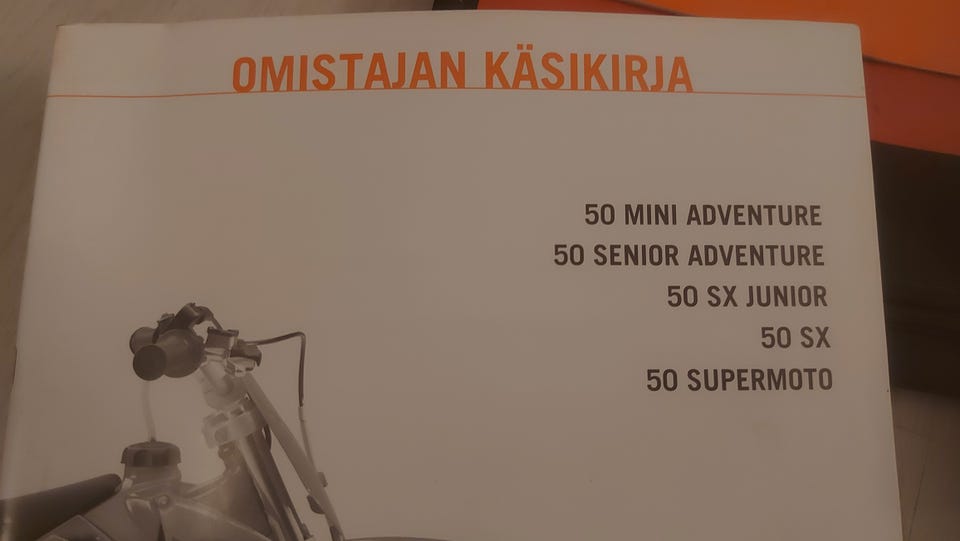 OMISTAJAN KÄSIKIRJA
50 MINI ADVENTURE
50 SENIOR ADVENTURE
50 SX JUNIOR
50 SX
50 SUPERMOTO